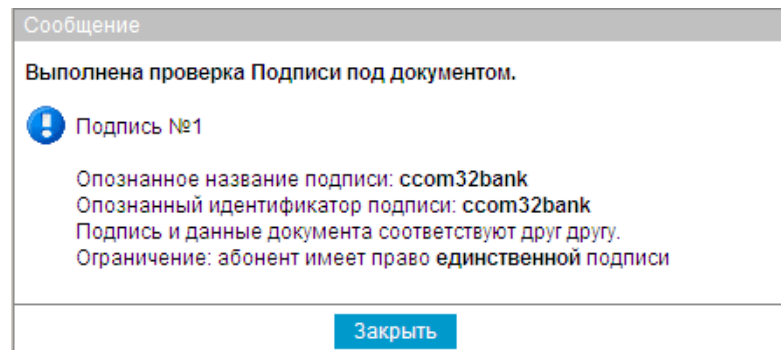 Сообщение
Выполнена проверка Подписи под документом.
Подпись №1
Опознанное название подписи: ccom32bank
Опознанный идентификатор подписи: ccom32bank
Подпись и данные документа соответствуют друг другу.
Ограничение: абонент имеет право единственной подписи
Закрыть